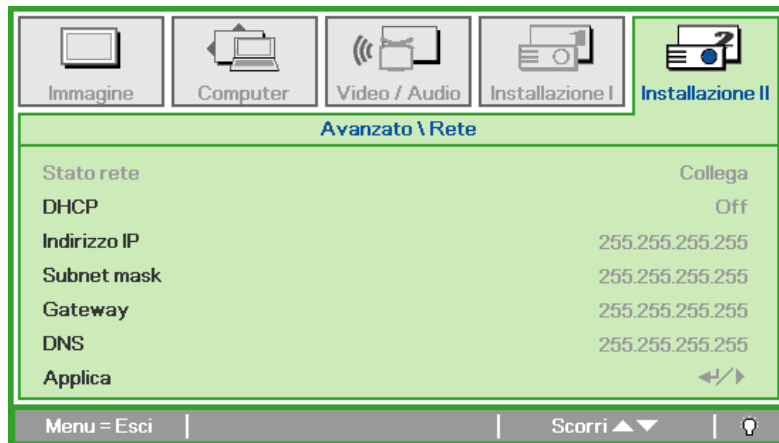 Immagine
Computer
Video / Audio
1
Installazione I
2
Installazione II
Avanzato \ Rete
Stato rete Collega
DHCP Off
Indirizzo IP 255.255.255.255
Subnet mask 255.255.255.255
Gateway 255.255.255.255
DNS 255.255.255.255
Applica
Menu = Esci Scorri